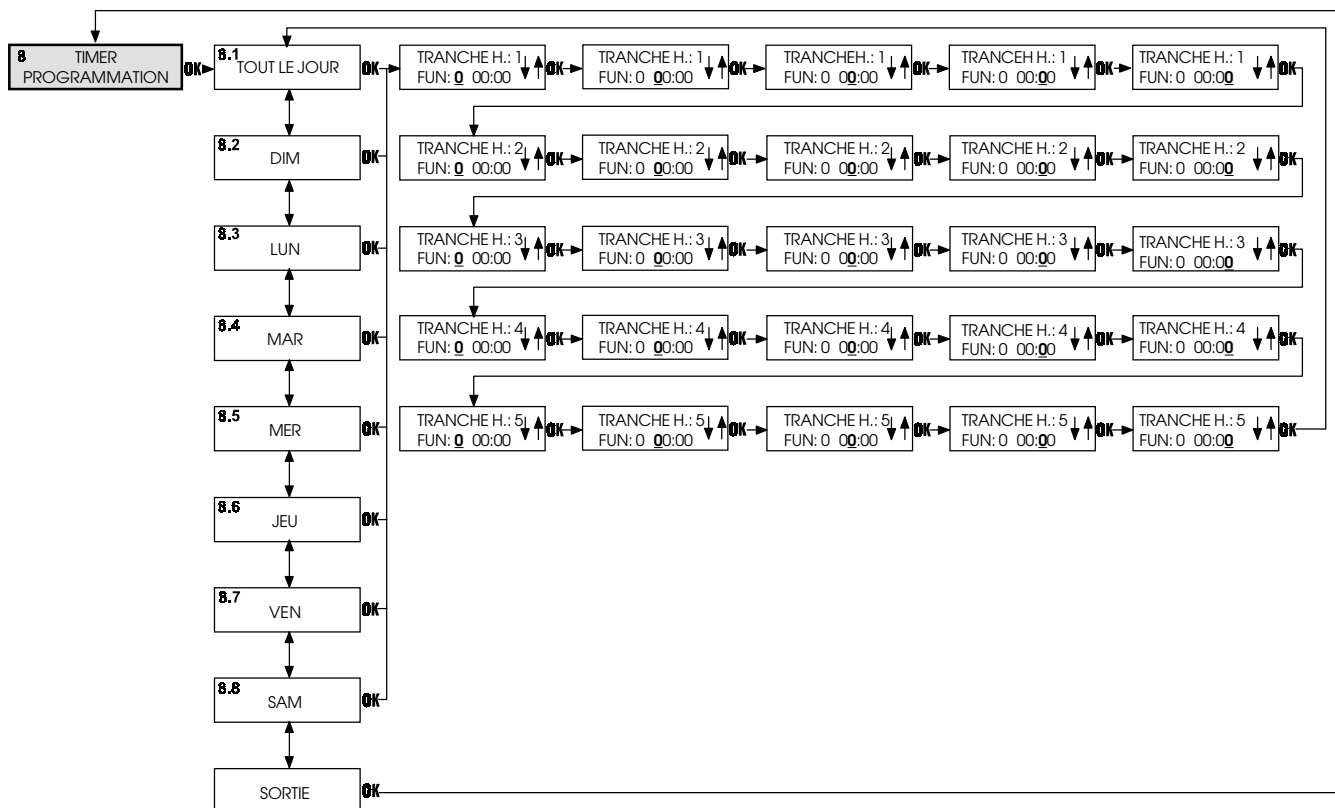 8
TIMER
PROGRAMMATION
OK
8.1
TOUT LE JOUR
OK
TRANCHE H.: 1
FUN: 0 00:00
OK
TRANCHE H.: 1
FUN: 0 00:00
OK
TRANCHEH.: 1
FUN: 0 00:00
OK
TRANCEH H.: 1
FUN: 0 00:00
OK
TRANCHE H.: 1
FUN: 0 00:00
OK
8.2
DIM
OK
TRANCHE H.: 2
FUN: 0 00:00
OK
TRANCHE H.: 2
FUN: 0 00:00
OK
TRANCHE H.: 2
FUN: 0 00:00
OK
TRANCHE H.: 2
FUN: 0 00:00
OK
TRANCHE H.: 2
FUN: 0 00:00
OK
8.3
LUN
OK
TRANCHE H.: 3
FUN: 0 00:00
OK
TRANCHE H.: 3
FUN: 0 00:00
OK
TRANCHE H.: 3
FUN: 0 00:00
OK
TRANCHE H.: 3
FUN: 0 00:00
OK
TRANCHE H.: 3
FUN: 0 00:00
OK
8.4
MAR
OK
TRANCHE H.: 4
FUN: 0 00:00
OK
TRANCHE H.: 4
FUN: 0 00:00
OK
TRANCHE H.: 4
FUN: 0 00:00
OK
TRANCHE H.: 4
FUN: 0 00:00
OK
TRANCHE H.: 4
FUN: 0 00:00
OK
8.5
MER
OK
TRANCHE H.: 5
FUN: 0 00:00
OK
TRANCHE H.: 5
FUN: 0 00:00
OK
TRANCHE H.: 5
FUN: 0 00:00
OK
TRANCHE H.: 5
FUN: 0 00:00
OK
TRANCHE H.: 5
FUN: 0 00:00
OK
8.6
JEU
OK
8.7
VEN
OK
8.8
SAM
OK
SORTIE
OK